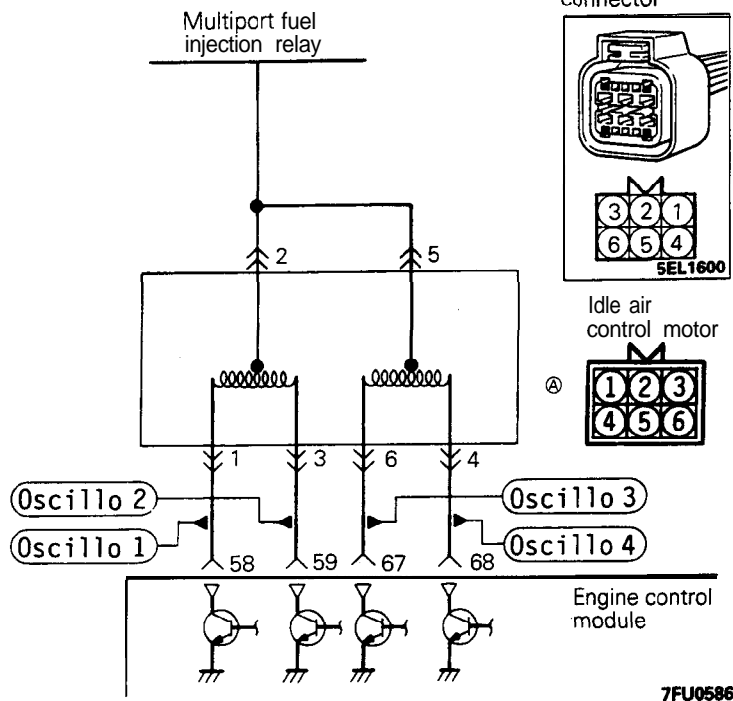 connector
Multiport fuel
injection relay
3 2 1
6 5 4
5EL1600
2 5
Idle air
control motor
A
1 2 3
4 5 6
1 3 6 4
Oscillo 2
Oscillo 3
Oscillo 1
Oscillo 4
58 59 67 68
Engine control
module
7FU0586